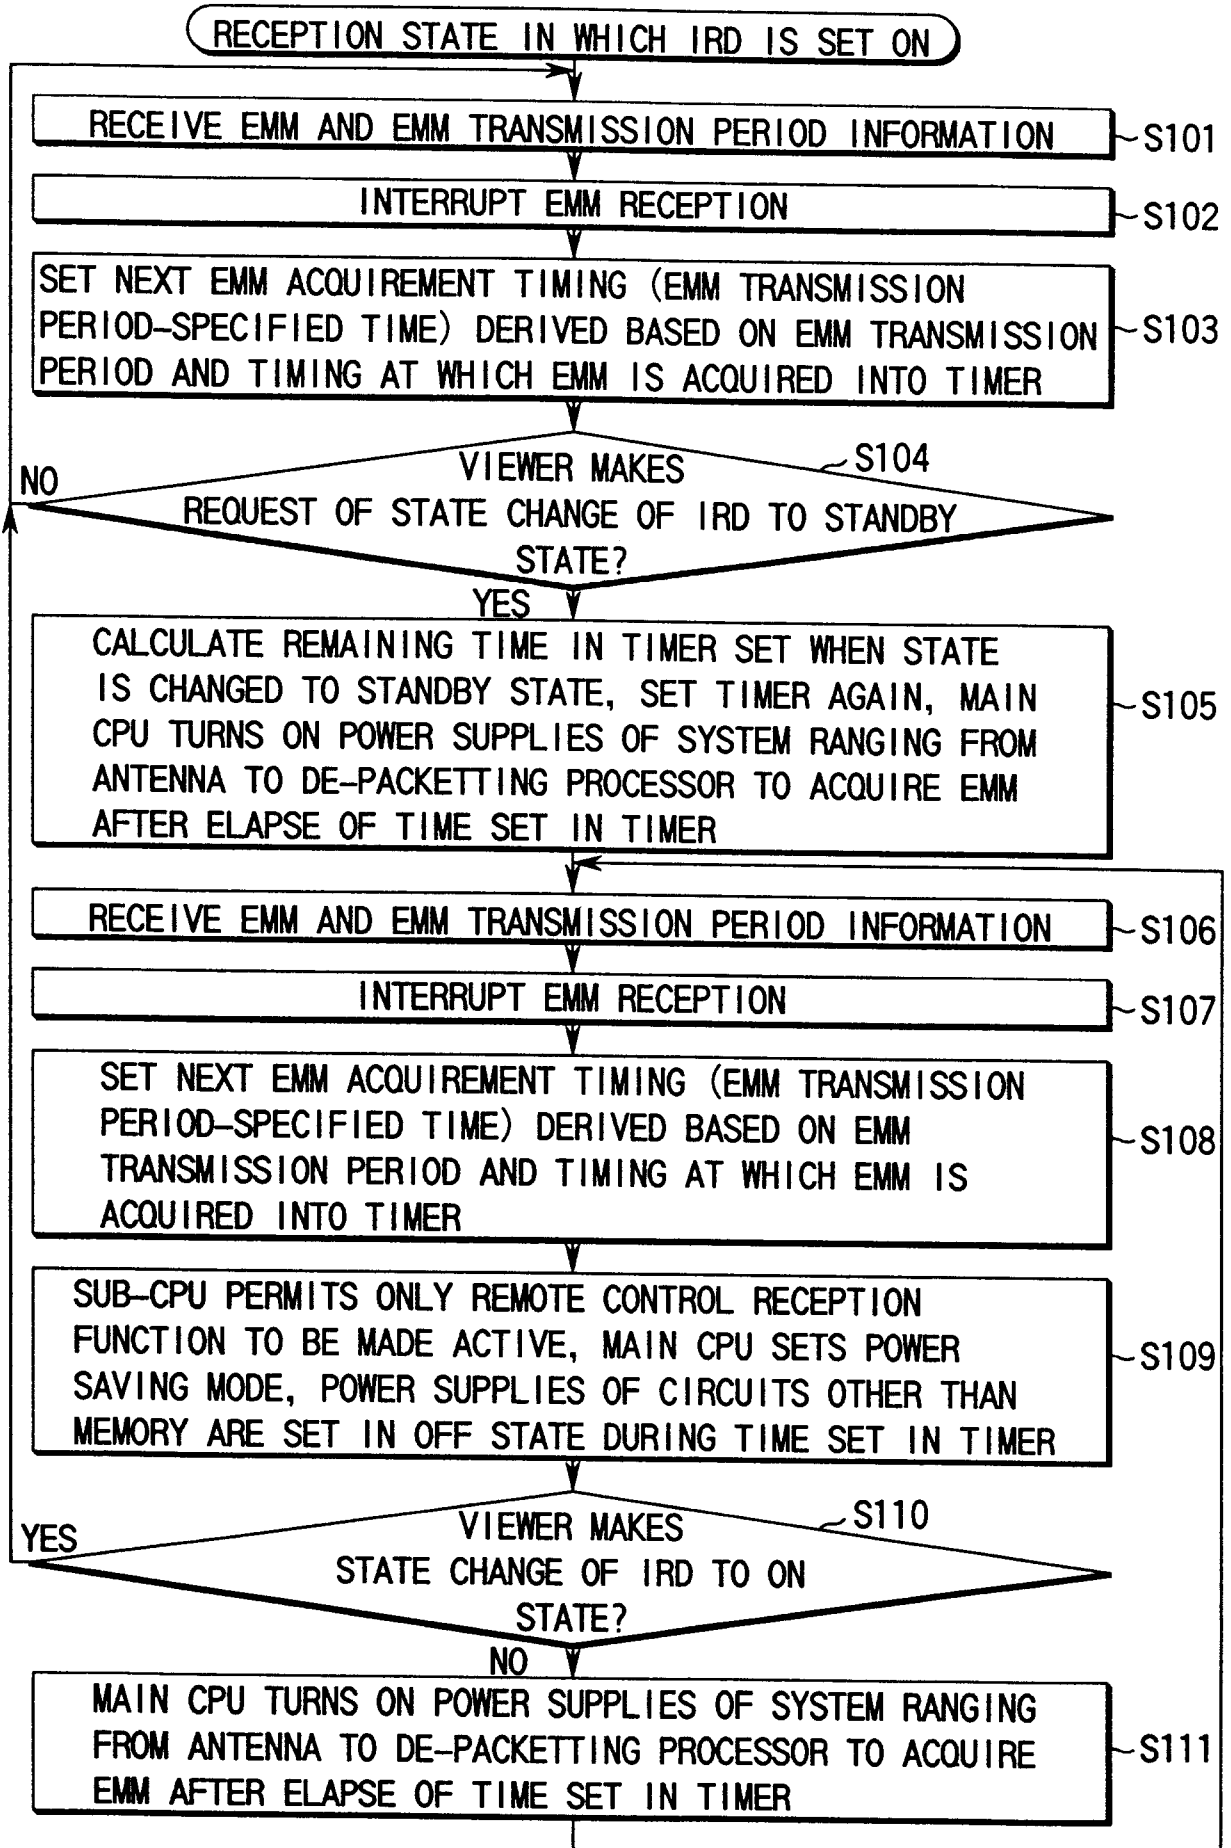 RECEPTION STATE IN WHICH IRD IS SET ON
RECEIVE EMM AND EMM TRANSMISSION PERIOD INFORMATION
S101
INTERRUPT EMM RECEPTION
S102
SET NEXT EMM ACQUIREMENT TIMING (EMM TRANSMISSION
PERIOD-SPECIFIED TIME) DERIVED BASED ON EMM TRANSMISSION
PERIOD AND TIMING AT WHICH EMM IS ACQUIRED INTO TIMER
S103
S104
NO
VIEWER MAKES
REQUEST OF STATE CHANGE OF IRD TO STANDBY
STATE?
YES
CALCULATE REMAINING TIME IN TIMER SET WHEN STATE
IS CHANGED TO STANDBY STATE, SET TIMER AGAIN, MAIN
CPU TURNS ON POWER SUPPLIES OF SYSTEM RANGING FROM
ANTENNA TO DE-PACKETTING PROCESSOR TO ACQUIRE EMM
AFTER ELAPSE OF TIME SET IN TIMER
S105
RECEIVE EMM AND EMM TRANSMISSION PERIOD INFORMATION
S106
INTERRUPT EMM RECEPTION
S107
SET NEXT EMM ACQUIREMENT TIMING (EMM TRANSMISSION
PERIOD-SPECIFIED TIME) DERIVED BASED ON EMM
TRANSMISSION PERIOD AND TIMING AT WHICH EMM IS
ACQUIRED INTO TIMER
S108
SUB-CPU PERMITS ONLY REMOTE CONTROL RECEPTION
FUNCTION TO BE MADE ACTIVE, MAIN CPU SETS POWER
SAVING MODE, POWER SUPPLIES OF CIRCUITS OTHER THAN
MEMORY ARE SET IN OFF STATE DURING TIME SET IN TIMER
S109
S110
YES
VIEWER MAKES
STATE CHANGE OF IRD TO ON
STATE?
NO
MAIN CPU TURNS ON POWER SUPPLIES OF SYSTEM RANGING
FROM ANTENNA TO DE-PACKETTING PROCESSOR TO ACQUIRE
EMM AFTER ELAPSE OF TIME SET IN TIMER
S111